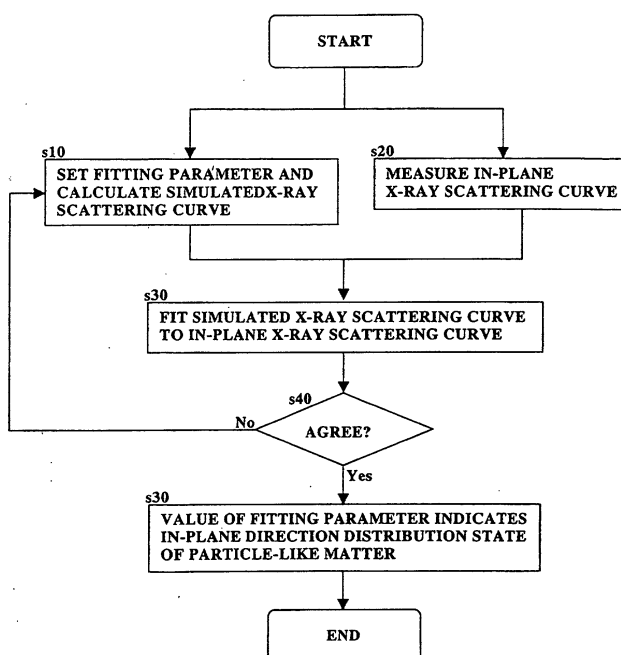 START
s10
SET FITTING PARAMETER AND
CALCULATE SIMULATEDX-RAY
SCATTERING CURVE
s20
MEASURE IN-PLANE
X-RAY SCATTERING CURVE
s30
FIT SIMULATED X-RAY SCATTERING CURVE
TO IN-PLANE X-RAY SCATTERING CURVE
s40
No
AGREE?
Yes
s30
VALUE OF FITTING PARAMETER INDICATES
IN-PLANE DIRECTION DISTRIBUTION STATE
OF PARTICLE-LIKE MATTER
END